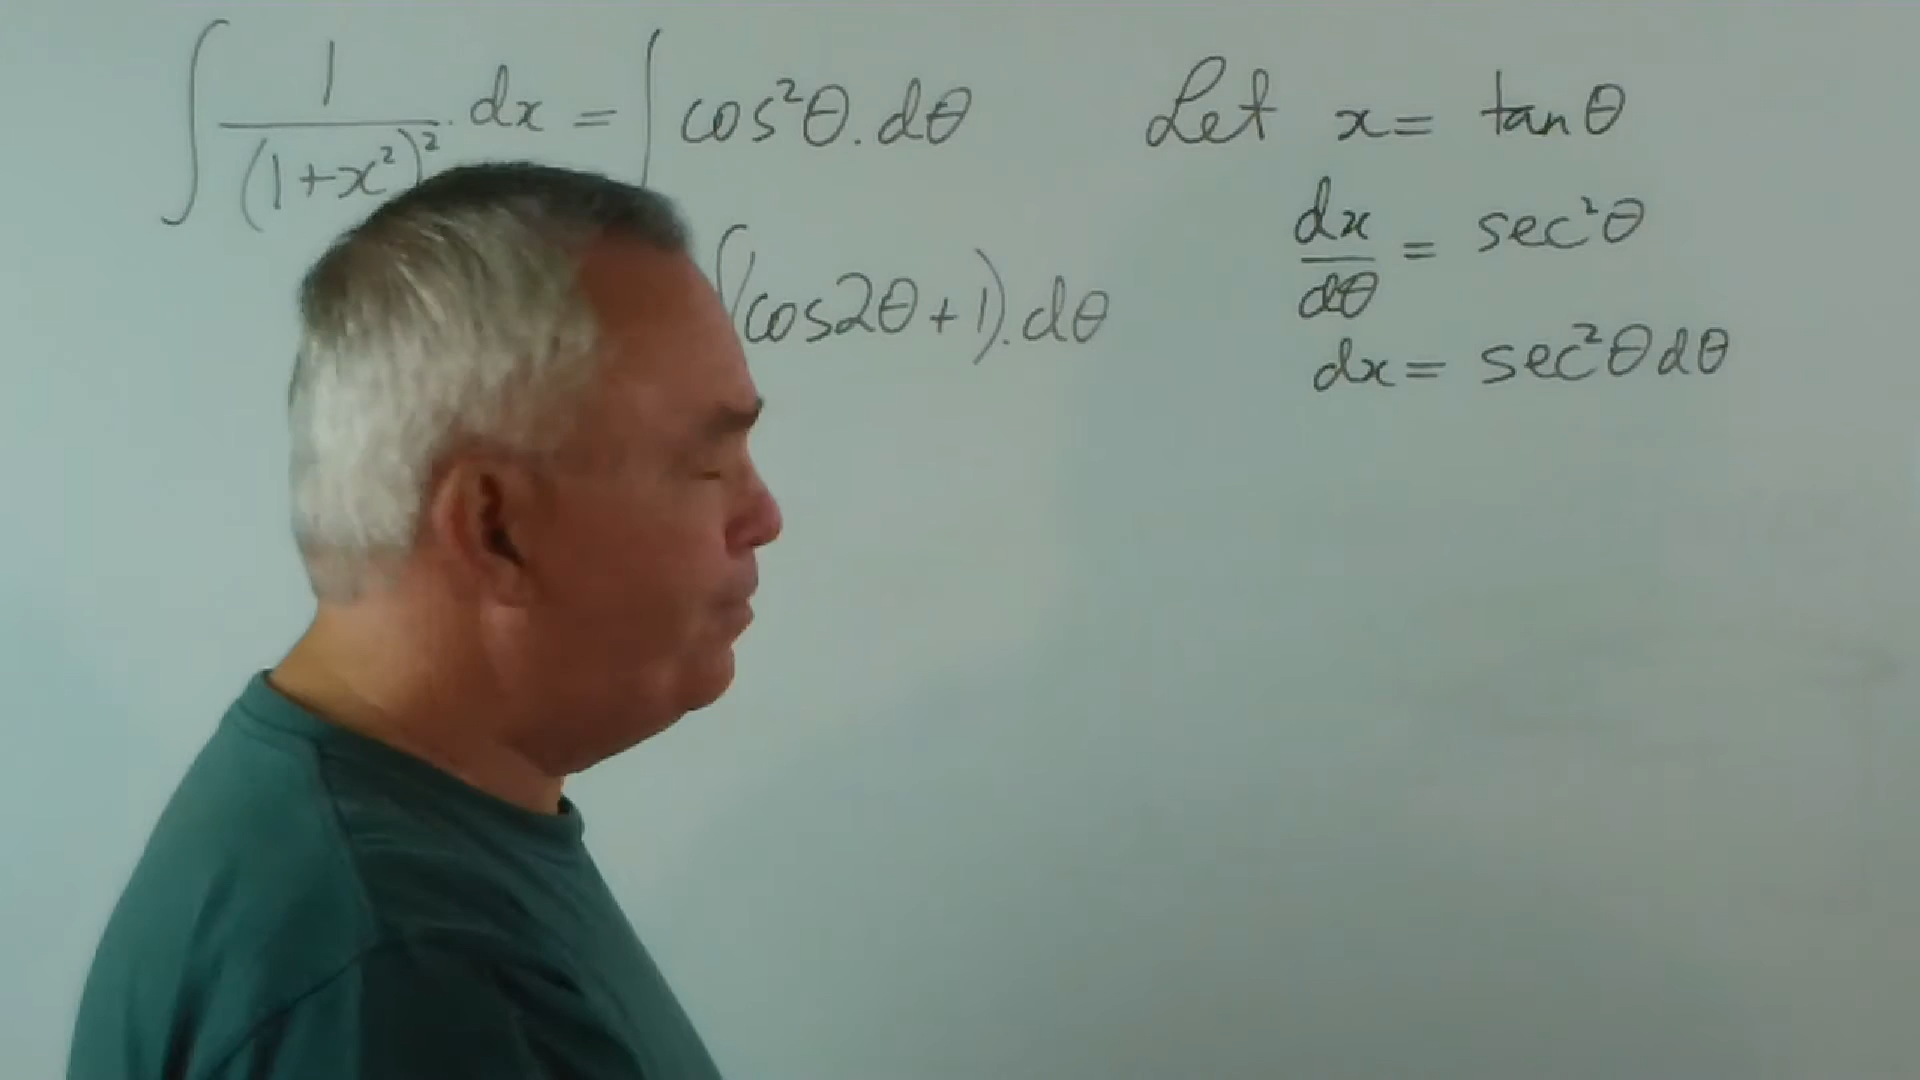 ∫ 1/(1+x²)² . dx = ∫ cos²θ . dθ
∫(cos2θ+1) . dθ
Let x = tanθ
dx/dθ = sec²θ
dx = sec²θ dθ